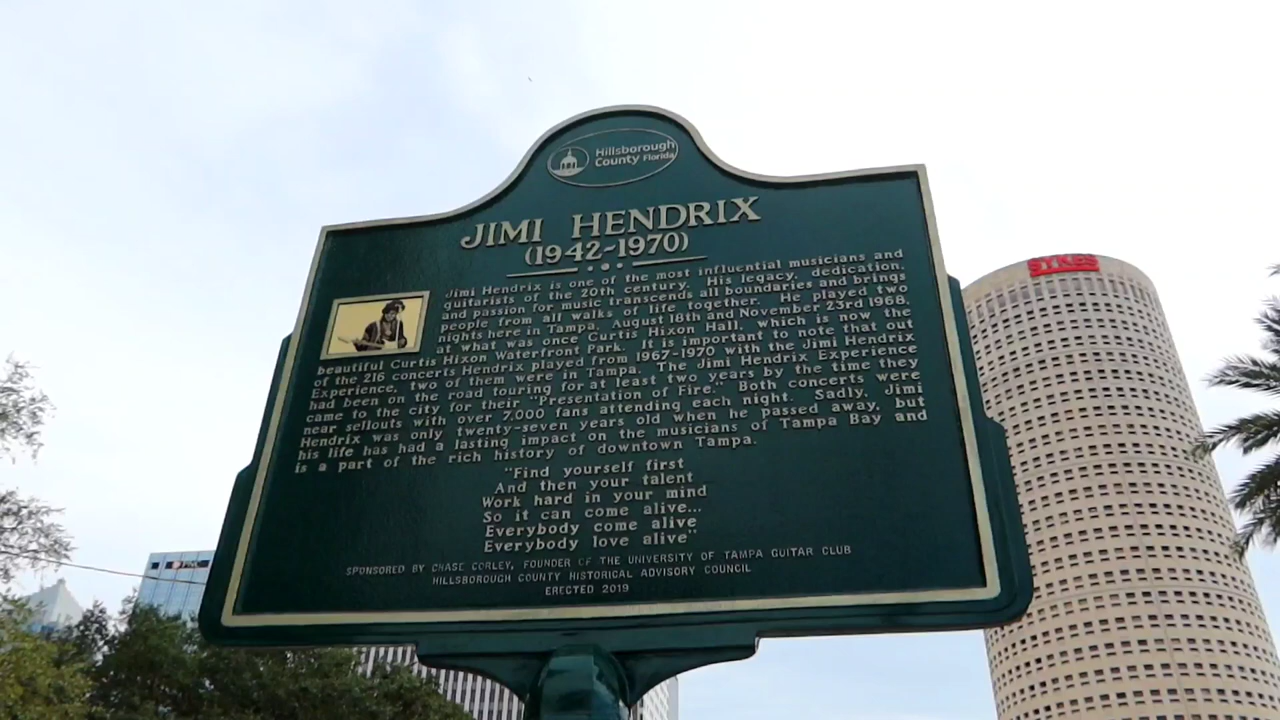 Hillsborough
County Florida
JIMI HENDRIX
(1942-1970)
Jimi Hendrix is one of the most influential musicians and
guitarists of the 20th century. His legacy, dedication,
and passion for music transcends all boundaries and brings
people from all walks of life together. He played two
nights here in Tampa, August 18th and November 23rd 1968,
at what was once Curtis Hixon Hall, which is now the
beautiful Curtis Hixon Waterfront Park. It is important to note that out
of the 216 concerts Hendrix played from 1967-1970 with the Jimi Hendrix
Experience, two of them were in Tampa. The Jimi Hendrix Experience
had been on the road touring for at least two years by the time they
came to the city for their "Presentation of Fire." Both concerts were
near sellouts with over 7,000 fans attending each night. Sadly, Jimi
Hendrix was only twenty-seven years old when he passed away, but
his life has had a lasting impact on the musicians of Tampa Bay and
is a part of the rich history of downtown Tampa.
"Find yourself first
And then your talent
Work hard in your mind
So it can come alive...
Everybody come alive
Everybody love alive"
SPONSORED BY CHASE CORLEY, FOUNDER OF THE UNIVERSITY OF TAMPA GUITAR CLUB
HILLSBOROUGH COUNTY HISTORICAL ADVISORY COUNCIL
ERECTED 2019
SYKES